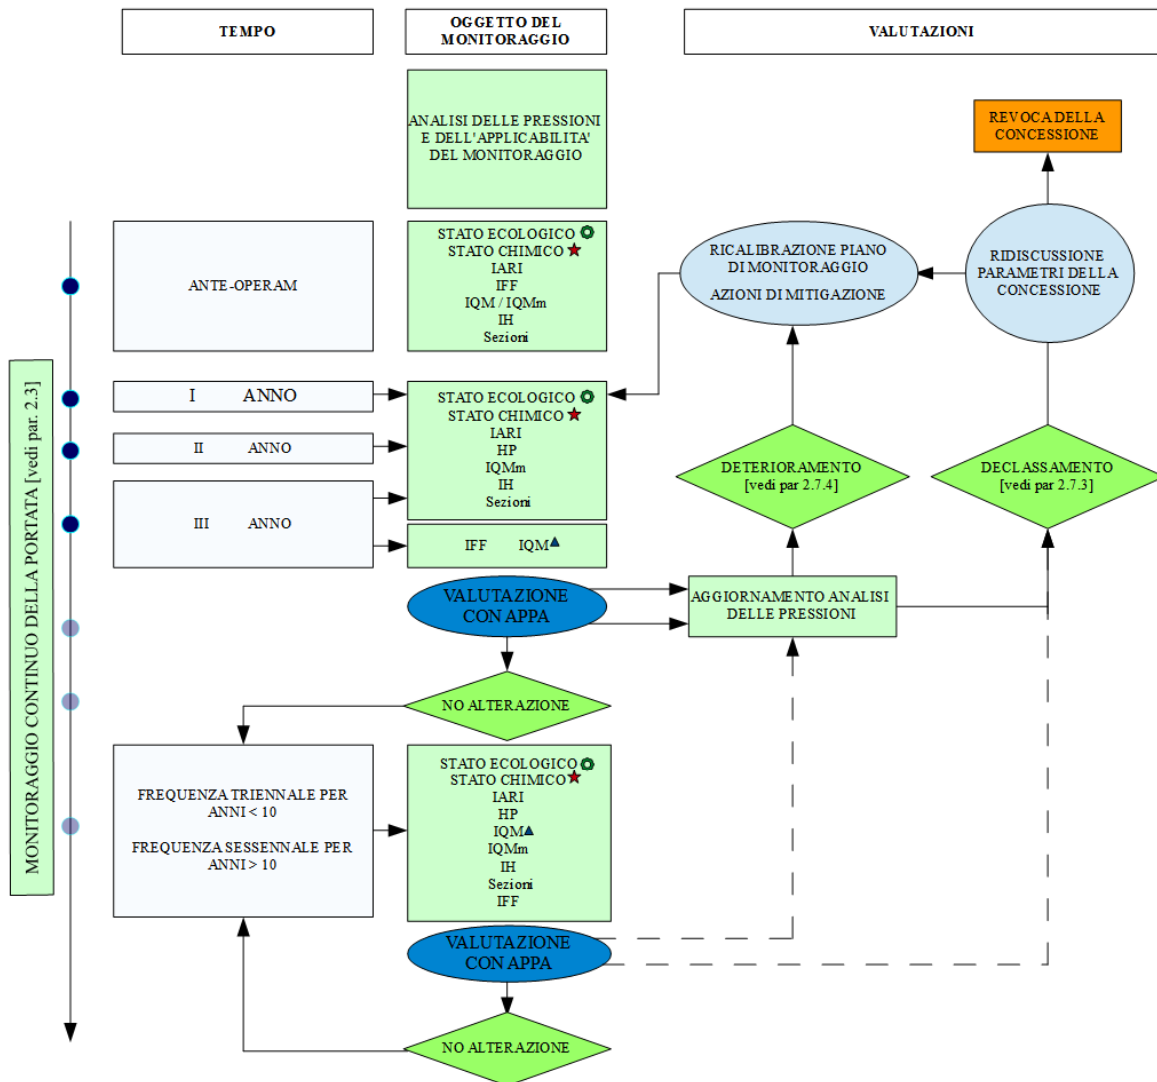 TEMPO
OGGETTO DEL
MONITORAGGIO
VALUTAZIONI
ANALISI DELLE PRESSIONI
E DELL'APPLICABILITA'
DEL MONITORAGGIO
REVOCA DELLA
CONCESSIONE
MONITORAGGIO CONTINUO DELLA PORTATA [vedi par. 2.3]
ANTE-OPERAM
STATO ECOLOGICO
STATO CHIMICO
IARI
IFF
IQM / IQMm
IH
Sezioni
RICALIBRAZIONE PIANO
DI MONITORAGGIO
AZIONI DI MITIGAZIONE
RIDISCUSSIONE
PARAMETRI DELLA
CONCESSIONE
I ANNO
II ANNO
III ANNO
STATO ECOLOGICO
STATO CHIMICO
IARI
HP
IQMm
IH
Sezioni
IFF IQM
DETERIORAMENTO
[vedi par 2.7.4]
DECLASSAMENTO
[vedi par 2.7.3]
VALUTAZIONE
CON APPA
AGGIORNAMENTO ANALISI
DELLE PRESSIONI
NO ALTERAZIONE
FREQUENZA TRIENNALE PER
ANNI < 10
FREQUENZA SESSENNALE PER
ANNI > 10
STATO ECOLOGICO
STATO CHIMICO
IARI
HP
IQM
IQMm
IH
Sezioni
IFF
VALUTAZIONE
CON APPA
NO ALTERAZIONE